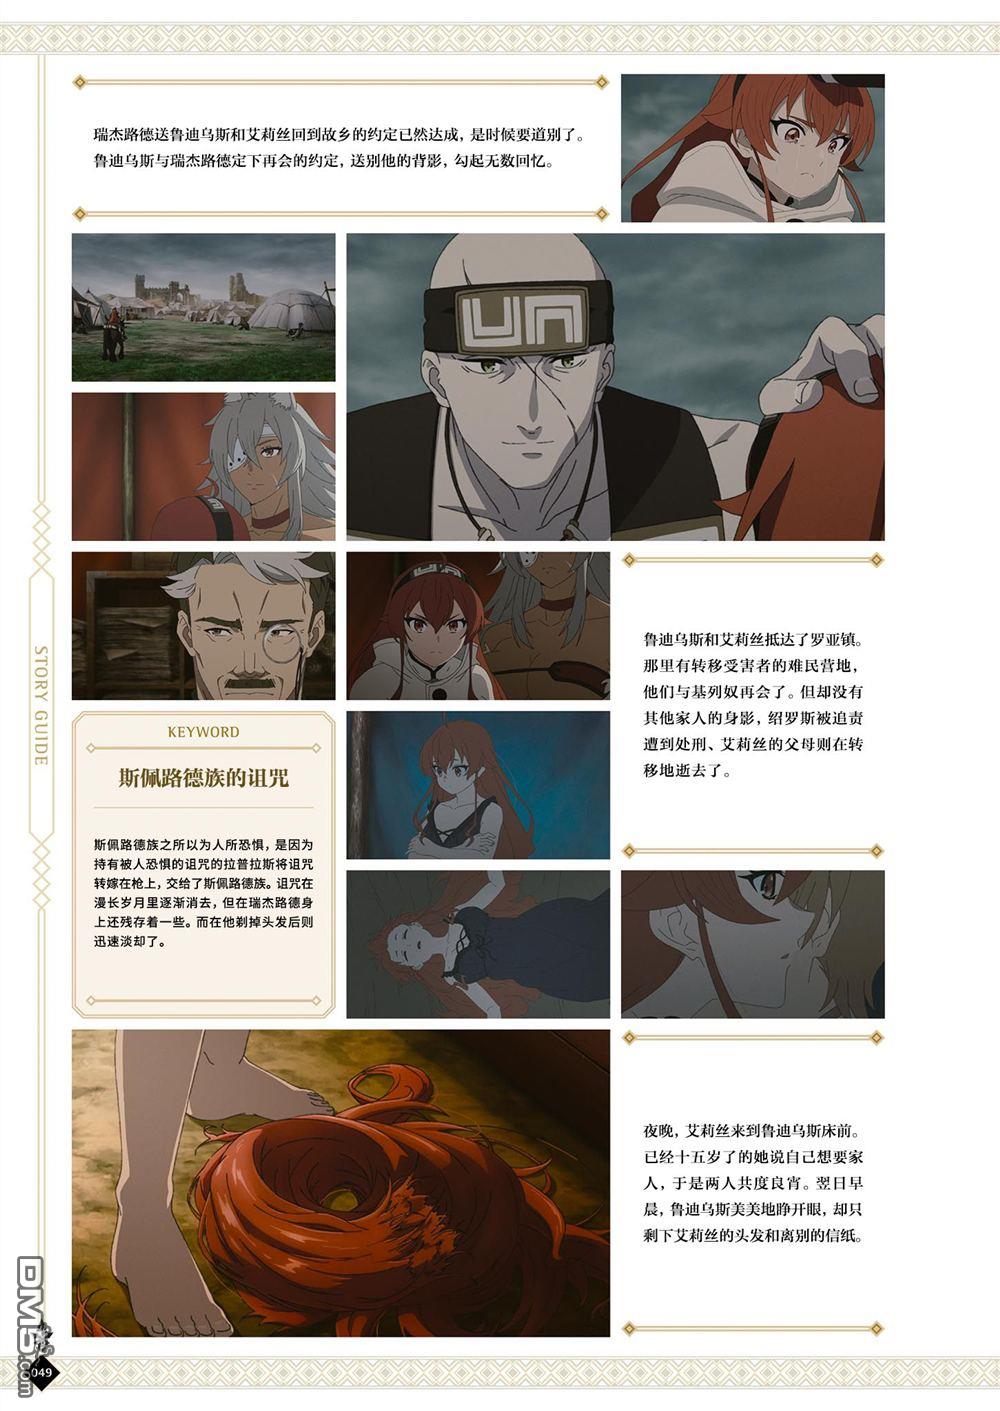 瑞杰路德送鲁迪乌斯和艾莉丝回到故乡的约定已然达成，是时候要道别了。
鲁迪乌斯与瑞杰路德定下再会的约定，送别他的背影，勾起无数回忆。
鲁迪乌斯和艾莉丝抵达了罗亚镇。
那里有转移受害者的难民营地，
他们与基列奴再会了。但却没有
其他家人的身影，绍罗斯被追责
遭到处刑、艾莉丝的父母则在转
移地逝去了。
STORY GUIDE
KEYWORD
斯佩路德族的诅咒
斯佩路德族之所以为人所恐惧，是因为
持有被人恐惧的诅咒的拉普拉斯将诅咒
转嫁在枪上，交给了斯佩路德族。诅咒在
漫长岁月里逐渐消去，但在瑞杰路德身
上还残存着一些。而在他剃掉头发后则
迅速淡却了。
夜晚，艾莉丝来到鲁迪乌斯床前。
已经十五岁了的她说自己想要家
人，于是两人共度良宵。翌日早
晨，鲁迪乌斯美美地睁开眼，却只
剩下艾莉丝的头发和离别的信纸。
049